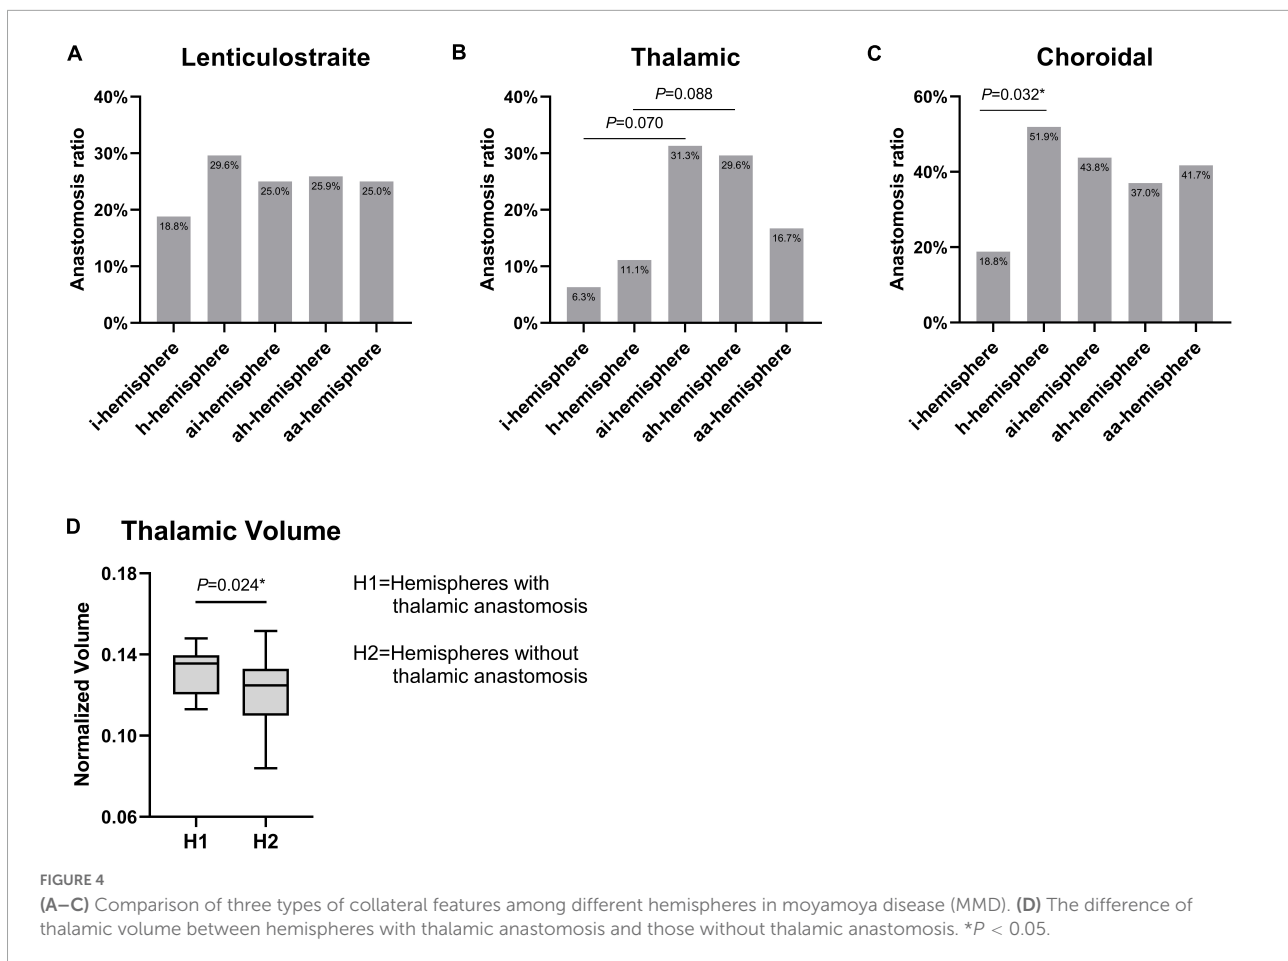 A Lenticulostraite
40%
30%
20%
10%
0%
Anastomosis ratio
18.8%
29.6%
25.0%
25.9%
25.0%
i-hemisphere
h-hemisphere
ai-hemisphere
ah-hemisphere
aa-hemisphere
B Thalamic
40%
30%
20%
10%
0%
Anastomosis ratio
P=0.088
P=0.070
6.3%
11.1%
31.3%
29.6%
16.7%
i-hemisphere
h-hemisphere
ai-hemisphere
ah-hemisphere
aa-hemisphere
C Choroidal
60%
40%
20%
0%
Anastomosis ratio
P=0.032*
18.8%
51.9%
43.8%
37.0%
41.7%
i-hemisphere
h-hemisphere
ai-hemisphere
ah-hemisphere
aa-hemisphere
D Thalamic Volume
0.18
0.14
0.10
0.06
Normalized Volume
P=0.024*
H1
H2
H1=Hemispheres with
thalamic anastomosis
H2=Hemispheres without
thalamic anastomosis
FIGURE 4
(A–C) Comparison of three types of collateral features among different hemispheres in moyamoya disease (MMD). (D) The difference of
thalamic volume between hemispheres with thalamic anastomosis and those without thalamic anastomosis. *P < 0.05.